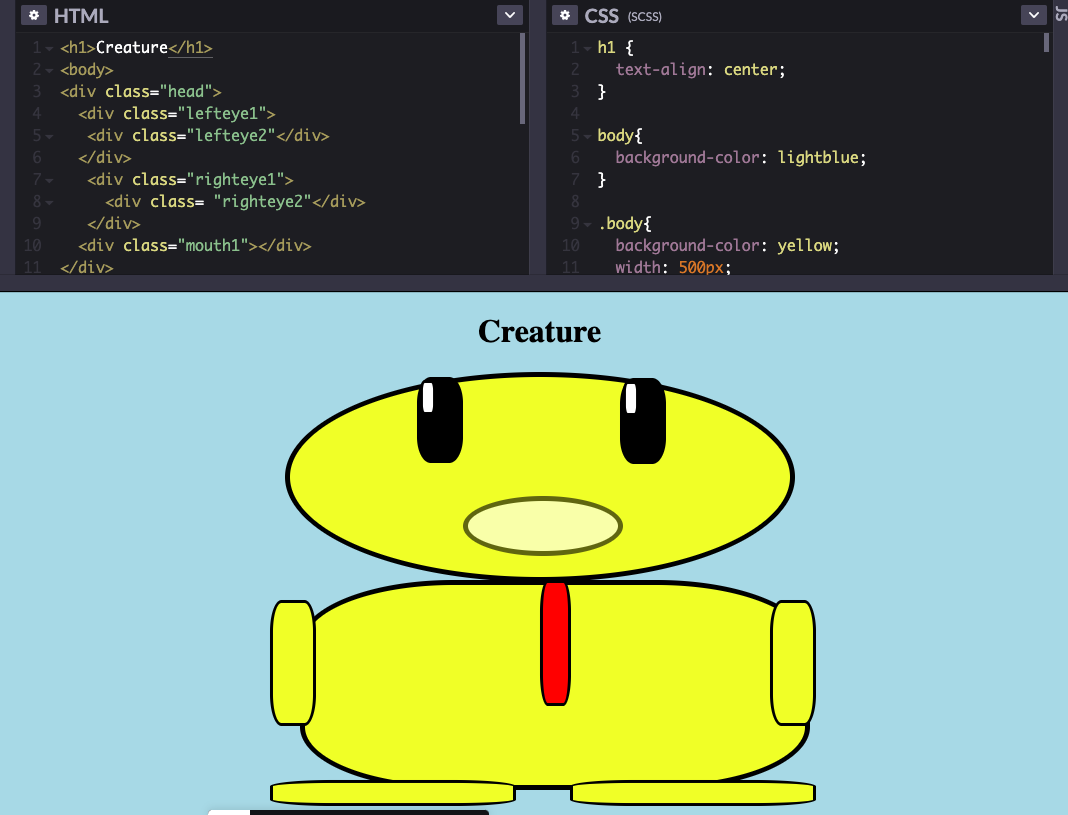 HTML
1 <h1>Creature</h1>
2 <body>
3 <div class="head">
4 <div class="lefteye1">
5 <div class="lefteye2"</div>
6 </div>
7 <div class="righteye1">
8 <div class= "righteye2"</div>
9 </div>
10 <div class="mouth1"></div>
11 </div>
CSS (SCSS)
1 h1 {
2 text-align: center;
3 }
4
5 body{
6 background-color: lightblue;
7 }
8
9 .body{
10 background-color: yellow;
11 width: 500px;
JS
Creature